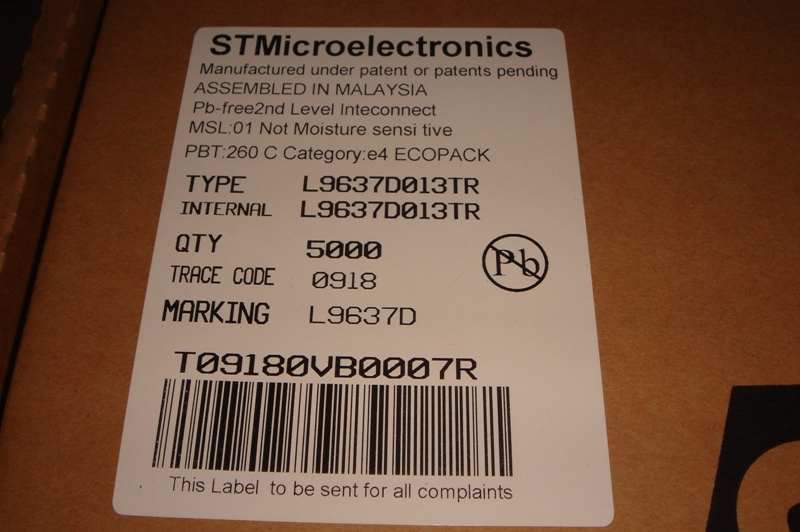 STMicroelectronics
Manufactured under patent or patents pending
ASSEMBLED IN MALAYSIA
Pb-free2nd Level Inteconnect
MSL:01 Not Moisture sensi tive
PBT:260 C Category:e4 ECOPACK
TYPE L9637D013TR
INTERNAL L9637D013TR
QTY 5000
Pb
TRACE CODE 0918
MARKING L9637D
T09180VB0007R
This Label to be sent for all complaints